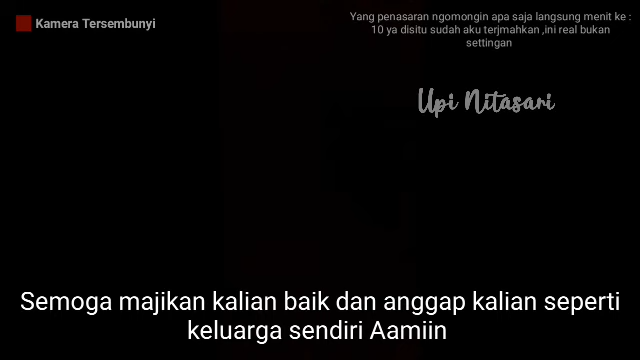 Kamera Tersembunyi
Yang penasaran ngomongin apa saja langsung menit ke :
10 ya disitu sudah aku terjmahkan ,ini real bukan
settingan
Upi Nitasari
Semoga majikan kalian baik dan anggap kalian seperti
keluarga sendiri Aamiin